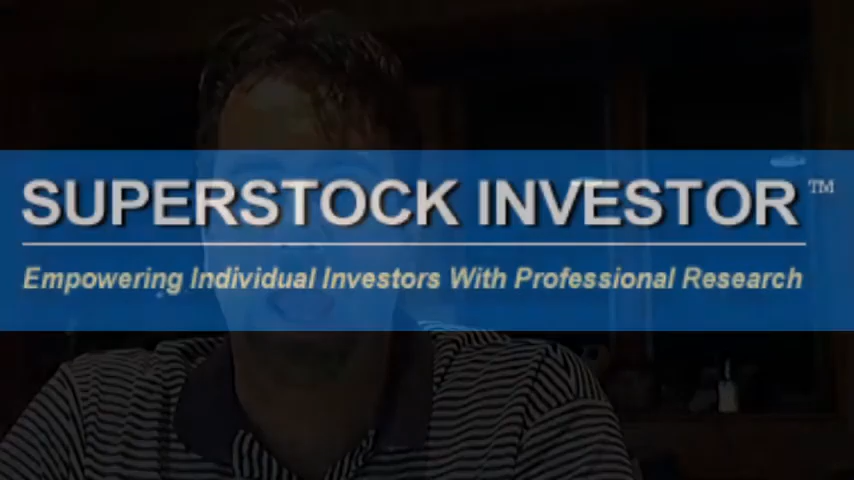 SUPERSTOCK INVESTOR™
Empowering Individual Investors With Professional Research